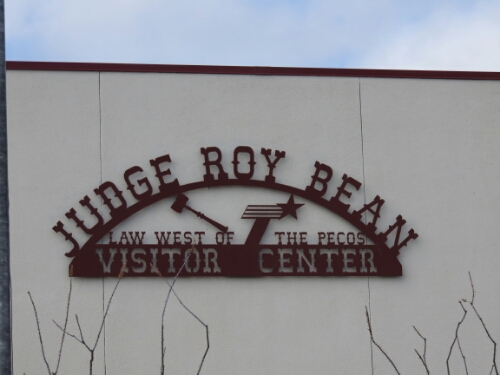 JUDGE ROY BEAN
LAW WEST OF THE PECOS
VISITOR CENTER